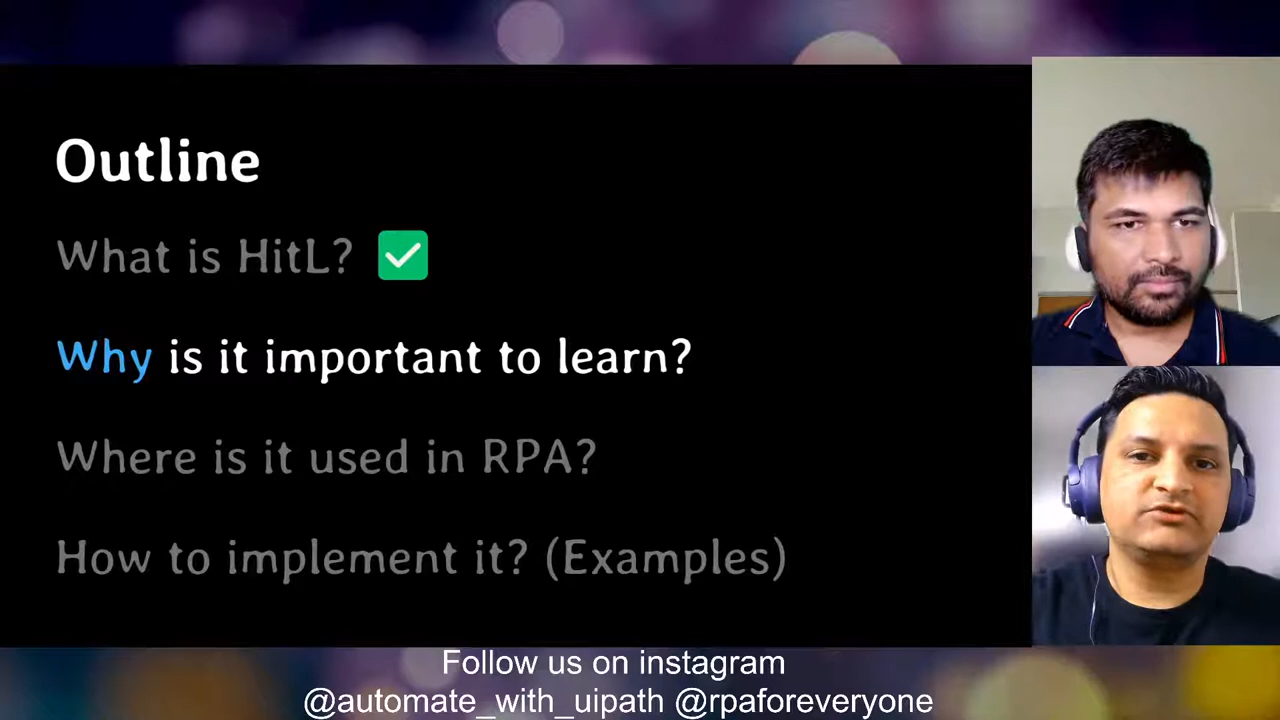 Outline
What is HitL? ✅
Why is it important to learn?
Where is it used in RPA?
How to implement it? (Examples)
Follow us on instagram
@automate_with_uipath @rpaforeveryone